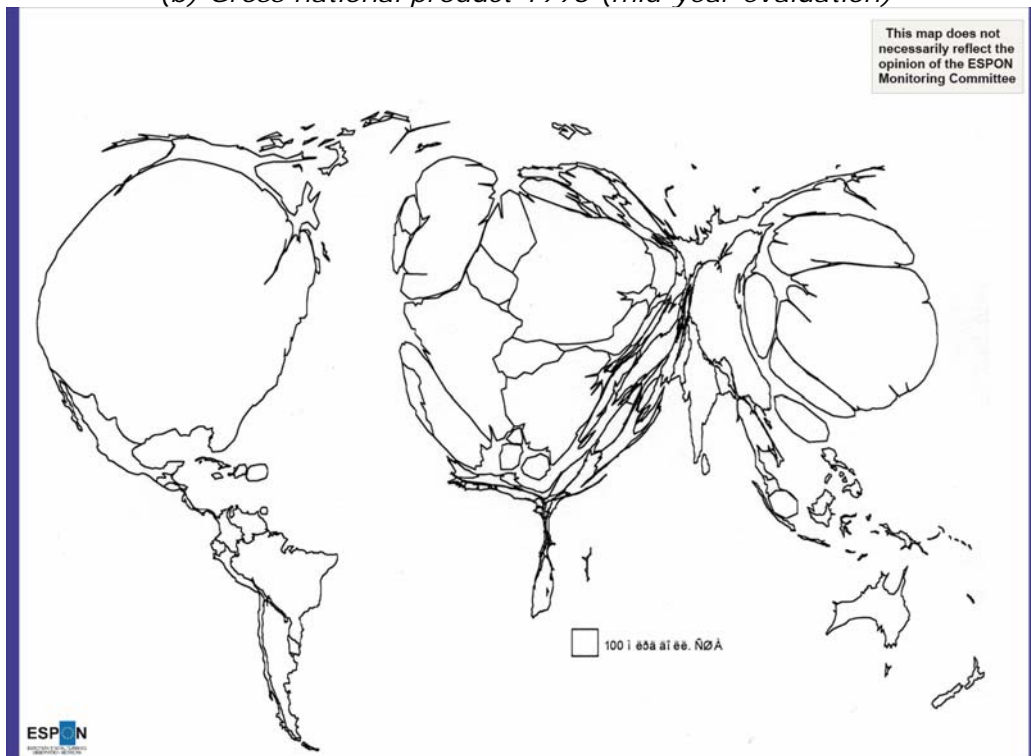 (b) Gross national product 1998 (mid-year evaluation)
This map does not
necessarily reflect the
opinion of the ESPON
Monitoring Committee
100 ì ëðä äî ëë. ÑØÀ
ESPON